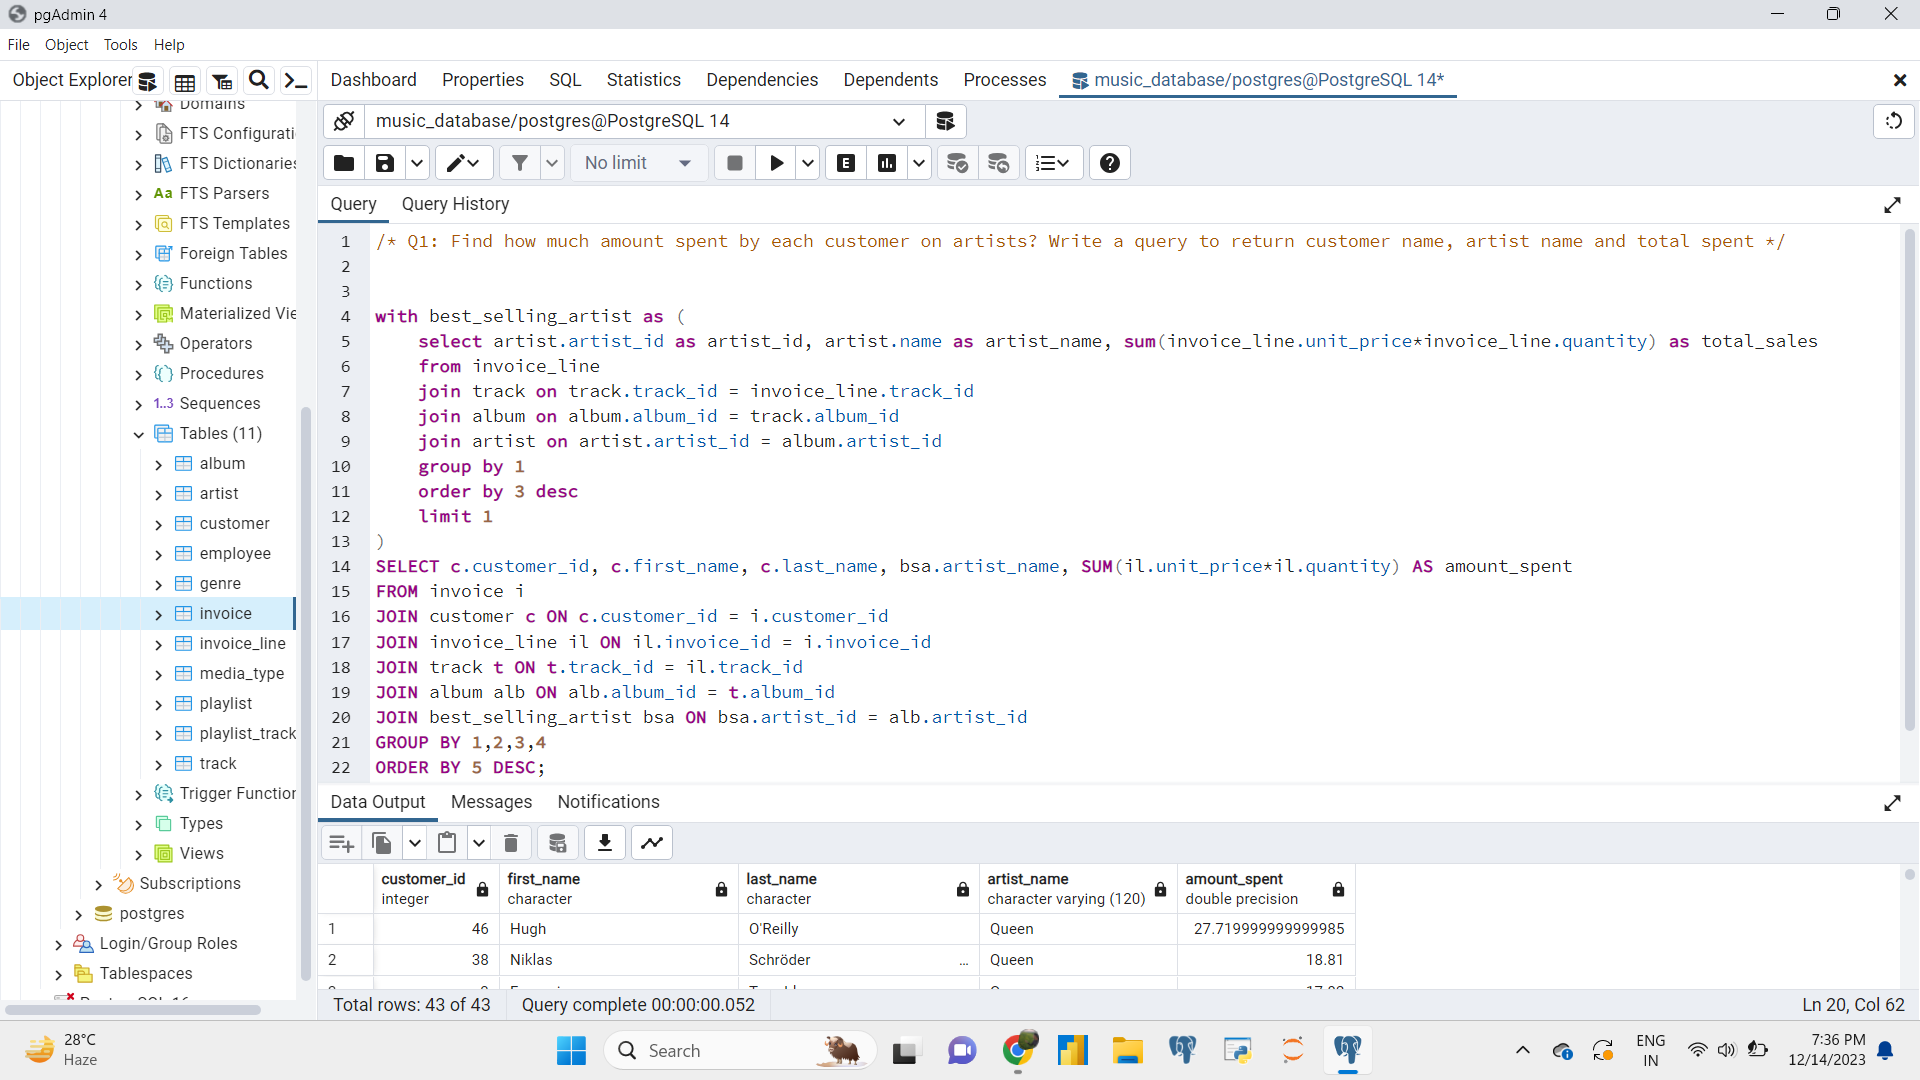 pgAdmin 4
File Object Tools Help
Object Explorer
Dashboard Properties SQL Statistics Dependencies Dependents Processes music_database/postgres@PostgreSQL 14*
music_database/postgres@PostgreSQL 14
No limit
E
Query Query History
Domains
FTS Configurati
FTS Dictionaries
Aa FTS Parsers
FTS Templates
Foreign Tables
Functions
Materialized Vie
Operators
Procedures
1..3 Sequences
Tables (11)
album
artist
customer
employee
genre
invoice
invoice_line
media_type
playlist
playlist_track
track
Trigger Function
Types
Views
Subscriptions
postgres
Login/Group Roles
Tablespaces
1 /* Q1: Find how much amount spent by each customer on artists? Write a query to return customer name, artist name and total spent */
2
3
4 with best_selling_artist as (
5 select artist.artist_id as artist_id, artist.name as artist_name, sum(invoice_line.unit_price*invoice_line.quantity) as total_sales
6 from invoice_line
7 join track on track.track_id = invoice_line.track_id
8 join album on album.album_id = track.album_id
9 join artist on artist.artist_id = album.artist_id
10 group by 1
11 order by 3 desc
12 limit 1
13 )
14 SELECT c.customer_id, c.first_name, c.last_name, bsa.artist_name, SUM(il.unit_price*il.quantity) AS amount_spent
15 FROM invoice i
16 JOIN customer c ON c.customer_id = i.customer_id
17 JOIN invoice_line il ON il.invoice_id = i.invoice_id
18 JOIN track t ON t.track_id = il.track_id
19 JOIN album alb ON alb.album_id = t.album_id
20 JOIN best_selling_artist bsa ON bsa.artist_id = alb.artist_id
21 GROUP BY 1,2,3,4
22 ORDER BY 5 DESC;
Data Output Messages Notifications
customer_id first_name last_name artist_name amount_spent
integer character character character varying (120) double precision
1 46 Hugh O'Reilly Queen 27.719999999999985
2 38 Niklas Schröder ... Queen 18.81
Total rows: 43 of 43 Query complete 00:00:00.052 Ln 20, Col 62
28°C
Haze
Search
ENG
IN
7:36 PM
12/14/2023